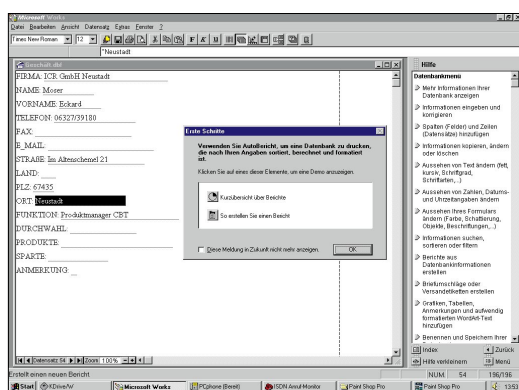 Microsoft Works
Datei Bearbeiten Ansicht Datensatz Extras Fenster ?
Times New Roman 12 F K U
"Neustadt
Geschäft.dbf
FIRMA: ICR GmbH Neustadt
NAME: Moser
VORNAME: Eckard
TELEFON: 06327/39180
FAX:
E_MAIL:
STRAßE: Im Altenschemel 21
LAND:
PLZ: 67435
ORT: Neustadt
FUNKTION: Produktmanager CBT
DURCHWAHL:
PRODUKTE:
SPARTE:
ANMERKUNG:
Datensatz 54 Zoom 100%
Erste Schritte
Verwenden Sie AutoBericht, um eine Datenbank zu drucken,
die nach Ihren Angaben sortiert, berechnet und formatiert
ist.
Klicken Sie auf eines dieser Elemente, um eine Demo anzuzeigen.
Kurzübersicht über Berichte
So erstellen Sie einen Bericht
Diese Meldung in Zukunft nicht mehr anzeigen.
OK
Hilfe
Datenbankmenü
Mehr Informationen Ihrer
Datenbank anzeigen
Informationen eingeben und
korrigieren
Spalten (Felder) und Zeilen
(Datensätze) hinzufügen
Informationen kopieren, ändern
oder löschen
Aussehen von Text ändern (fett,
kursiv, Schriftgrad,
Schriftarten,..)
Aussehen von Zahlen, Datums-
und Uhrzeitangaben ändern
Aussehen Ihres Formulars
ändern (Farbe, Schattierung,
Objekte, Beschriftungen,..)
Informationen suchen,
sortieren oder filtern
Berichte aus
Datenbankinformationen
erstellen
Briefumschläge oder
Versandetiketten erstellen
Grafiken, Tabellen,
Anmerkungen und aufwendig
formatierten WordArt-Text
hinzufügen
Benennen und Speichern Ihrer
Index Zurück
Hilfe verkleinern Menü
Erstellt einen neuen Bericht.
NUM 54 196/196
Start KDrive/W Microsoft Works PCphone (Bereit) ISDN Anruf-Monitor Paint Shop Pro Paint Shop Pro 13:53